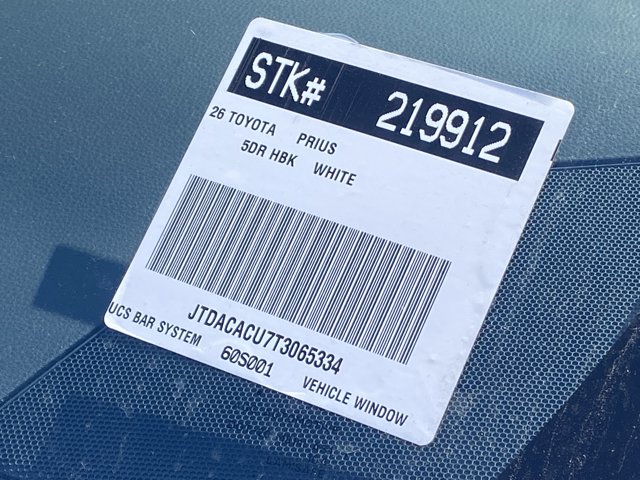 STK# 219912
26 TOYOTA PRIUS
5DR HBK WHITE
JTDACACU7T3065334
UCS BAR SYSTEM 60S001 VEHICLE WINDOW